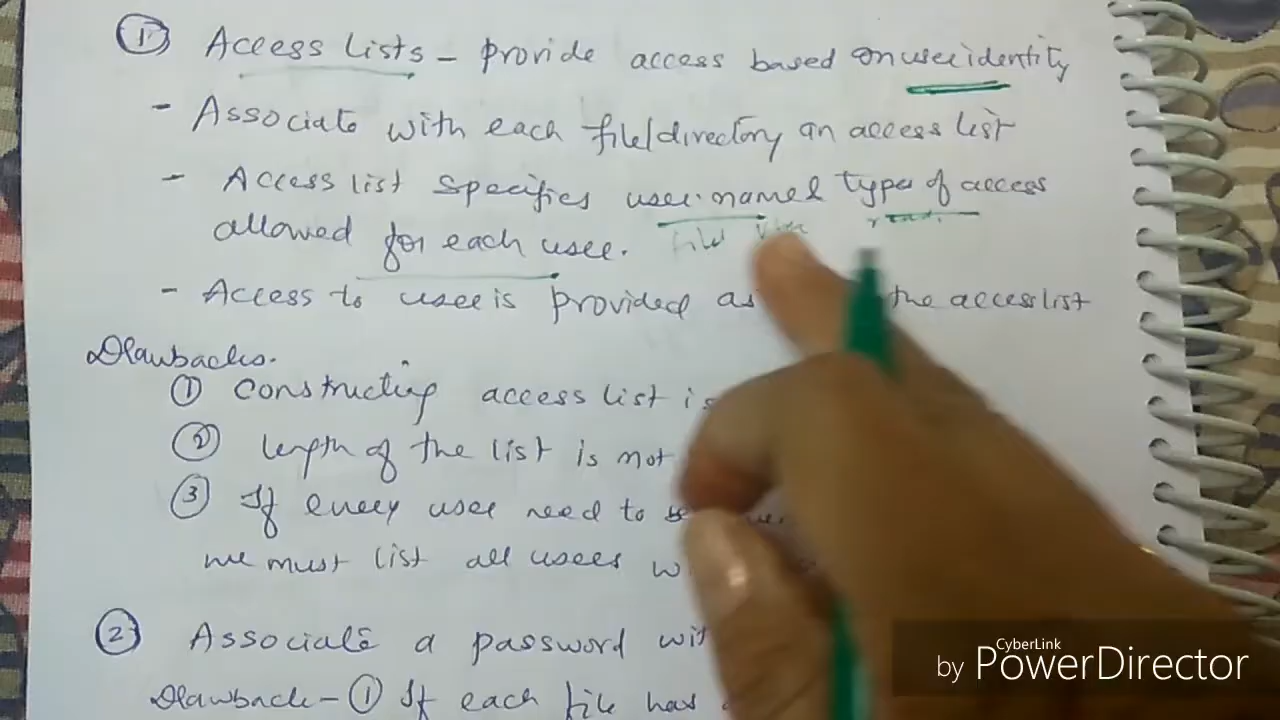 ① Access Lists - provide access based on user identity
- Associate with each file/directory an access list
- Access list specifies user name & types of access
allowed for each user.
- Access to user is provided as the access list
Drawbacks.
① Constructing access list is
② length of the list is not
③ If every user need to
we must list all users
② Associate a password
Drawback - ① If each file has
CyberLink
by PowerDirector